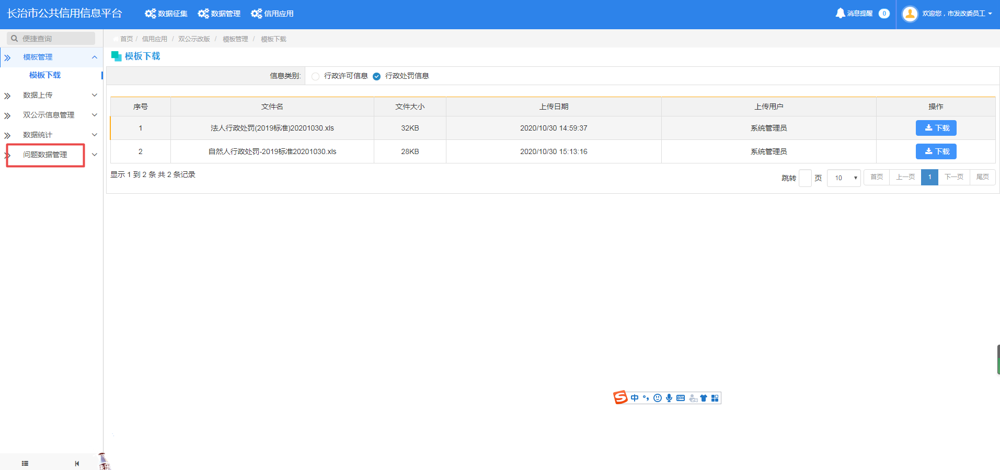 长治市公共信用信息平台 数据征集 数据管理 信用应用 消息提醒 0 欢迎您，市发改委员工
便捷查询
首页 / 信用应用 / 双公示改版 / 模板管理 / 模板下载
模板管理
模板下载
数据上传
双公示信息管理
数据统计
问题数据管理
模板下载
信息类别: 行政许可信息 行政处罚信息
序号 文件名 文件大小 上传日期 上传用户 操作
1 法人行政处罚(2019标准)20201030.xls 32KB 2020/10/30 14:59:37 系统管理员 下载
2 自然人行政处罚-2019标准20201030.xls 28KB 2020/10/30 15:13:16 系统管理员 下载
显示 1 到 2 条 共 2 条记录
跳转 页 10 首页 上一页 1 下一页 尾页
S 中